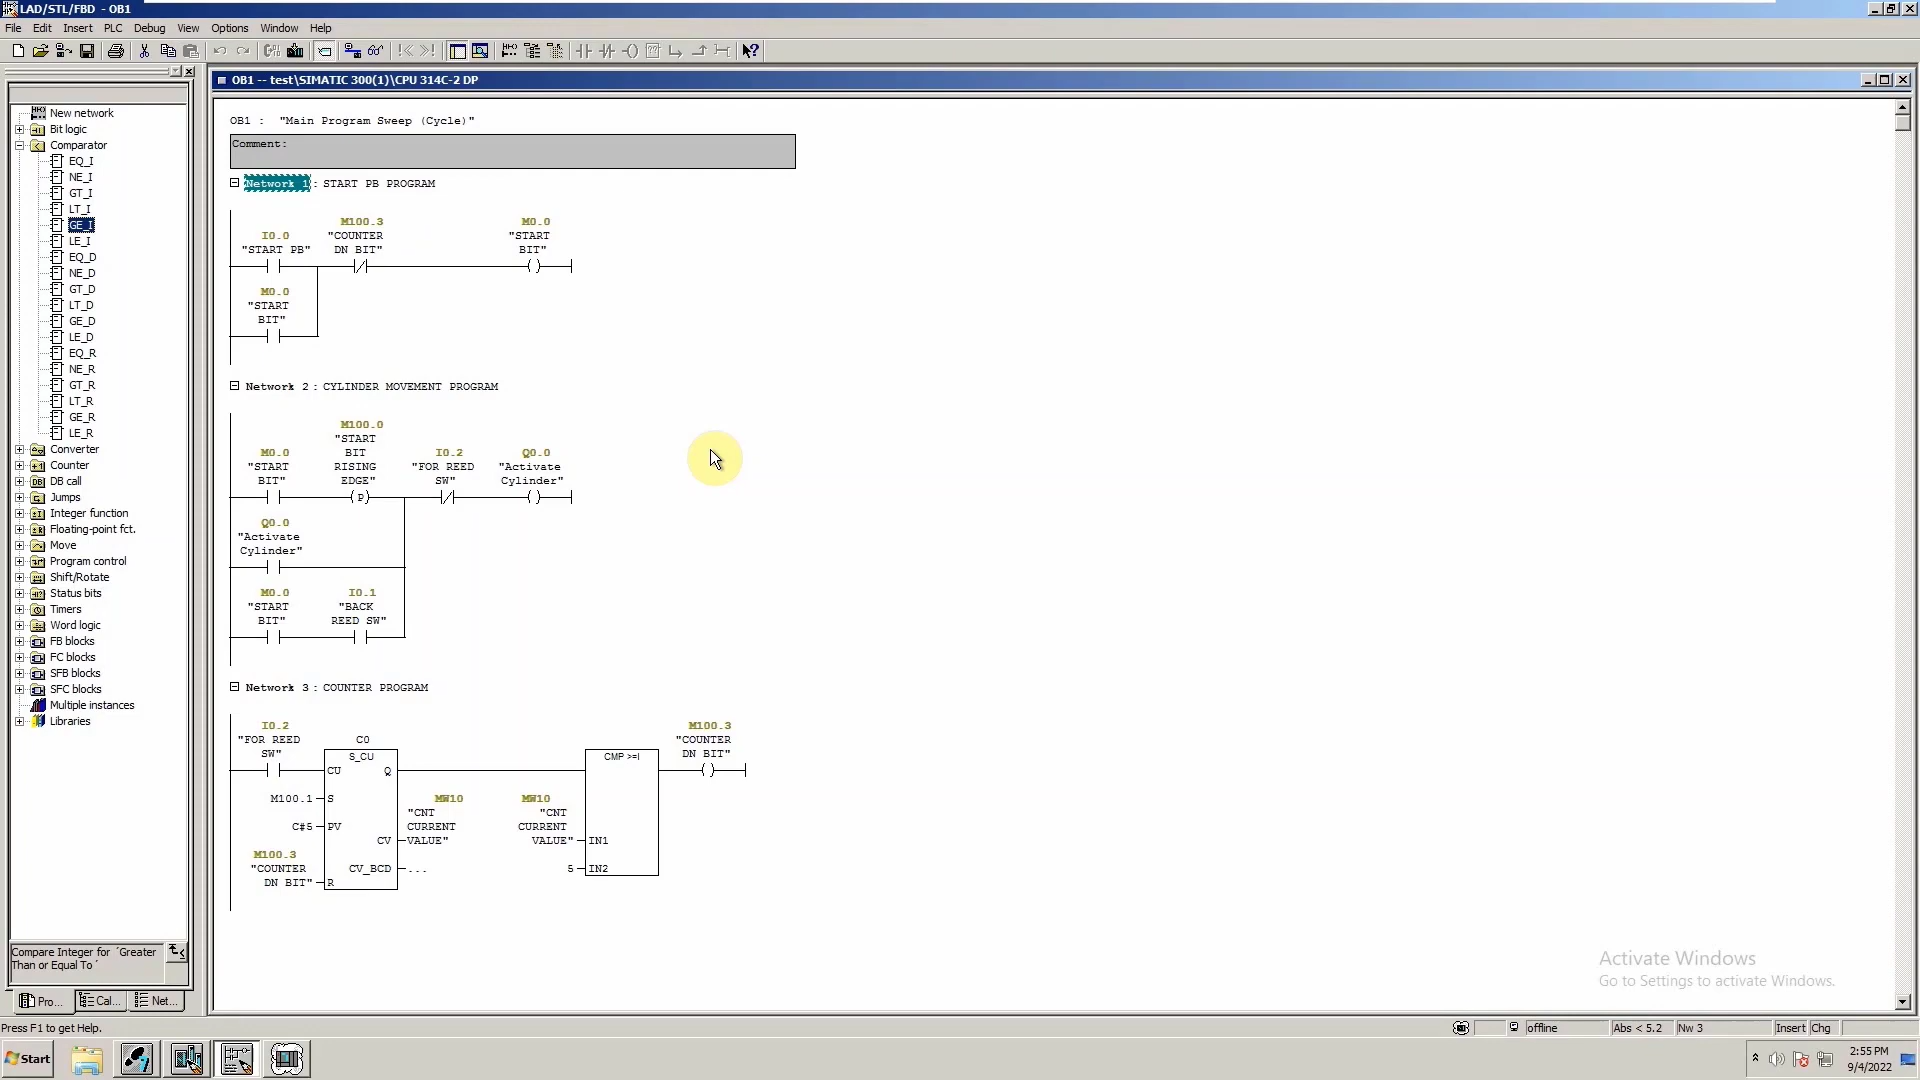 LAD/STL/FBD - OB1
File Edit Insert PLC Debug View Options Window Help
OB1 -- test\SIMATIC 300(1)\CPU 314C-2 DP
New network
Bit logic
Comparator
EQ_I
NE_I
GT_I
LT_I
GE_I
LE_I
EQ_D
NE_D
GT_D
LT_D
GE_D
LE_D
EQ_R
NE_R
GT_R
LT_R
GE_R
LE_R
Converter
Counter
DB call
Jumps
Integer function
Floating-point fct.
Move
Program control
Shift/Rotate
Status bits
Timers
Word logic
FB blocks
FC blocks
SFB blocks
SFC blocks
Multiple instances
Libraries
Compare Integer for ´Greater
Than or Equal To´
Pro... Cal... Net...
OB1 : "Main Program Sweep (Cycle)"
Comment:
Network 1: START PB PROGRAM
M100.3 M0.0
I0.0 "COUNTER "START
"START PB" DN BIT" BIT"
M0.0
"START
BIT"
Network 2: CYLINDER MOVEMENT PROGRAM
M100.0
"START
M0.0 BIT I0.2 Q0.0
"START RISING "FOR REED "Activate
BIT" EDGE" SW" Cylinder"
P
Q0.0
"Activate
Cylinder"
M0.0 I0.1
"START "BACK
BIT" REED SW"
Network 3: COUNTER PROGRAM
I0.2 M100.3
"FOR REED C0 "COUNTER
SW" S_CU CMP >=I DN BIT"
CU Q
M100.1 S MW10 MW10
"CNT "CNT
C#5 PV CURRENT CURRENT
CV VALUE" VALUE" IN1
M100.3
"COUNTER CV_BCD ... 5 IN2
DN BIT" R
Activate Windows
Go to Settings to activate Windows.
Press F1 to get Help. offline Abs < 5.2 Nw 3 Insert Chg
Start 2:55 PM
9/4/2022